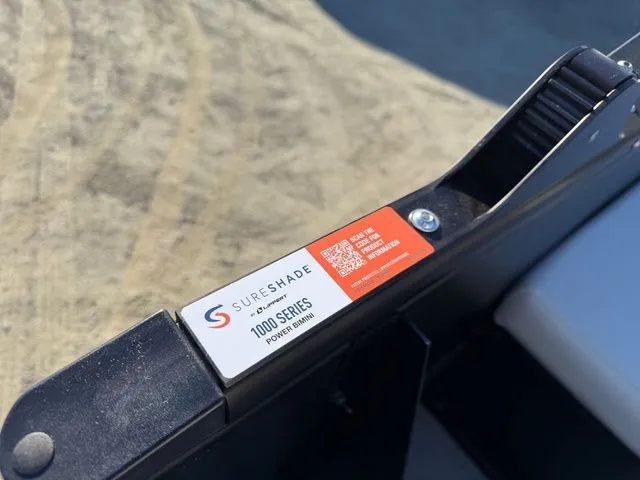 SURESHADE
BY LIPPERT
1000 SERIES
POWER BIMINI
SCAN THE
CODE FOR
PRODUCT
INFORMATION